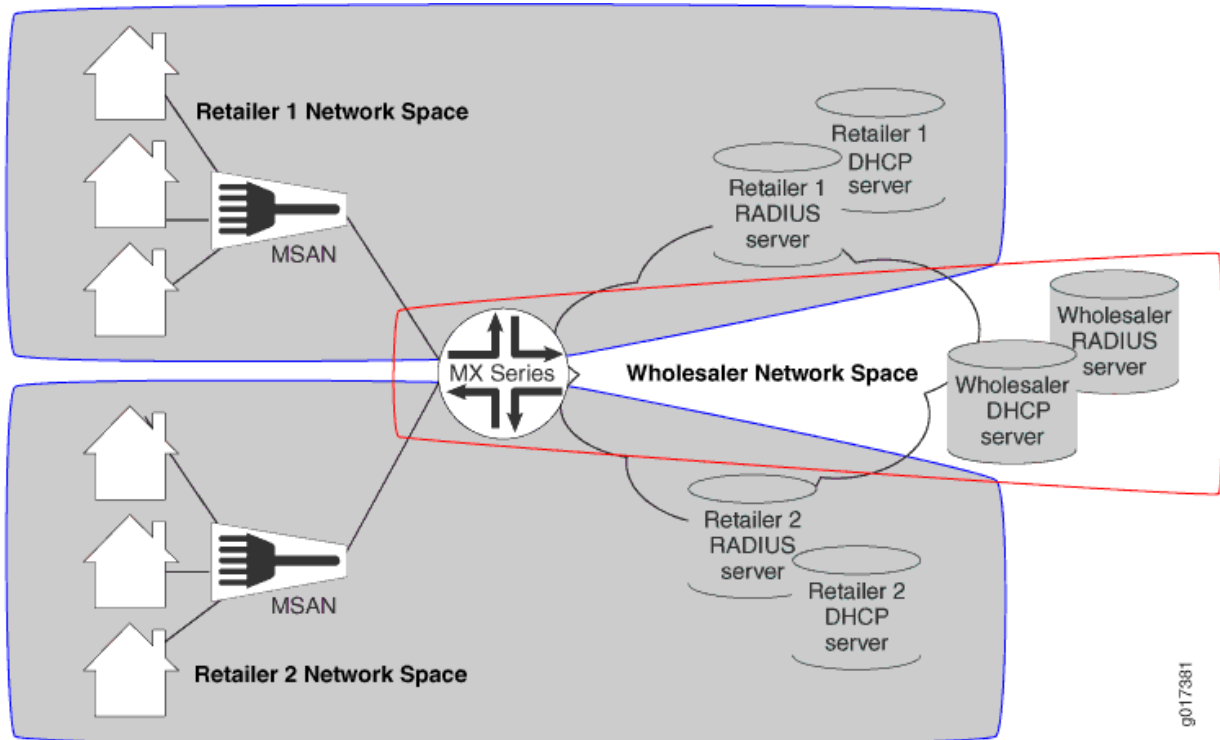 Retailer 1 Network Space
MSAN
Retailer 1
DHCP
server
Retailer 1
RADIUS
server
MX Series
Wholesaler Network Space
Wholesaler
RADIUS
server
Wholesaler
DHCP
server
MSAN
Retailer 2 Network Space
Retailer 2
RADIUS
server
Retailer 2
DHCP
server
g017381